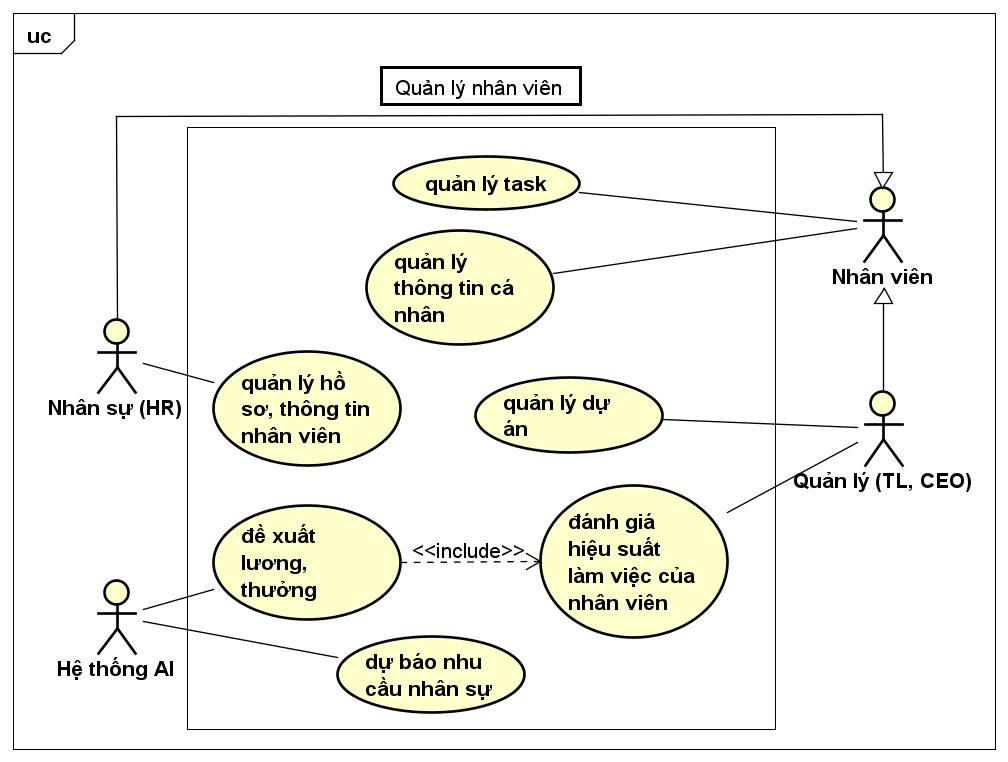 uc
Quản lý nhân viên
quản lý task
quản lý
thông tin cá
nhân
Nhân viên
Nhân sự (HR)
quản lý hồ
sơ, thông tin
nhân viên
quản lý dự
án
Quản lý (TL, CEO)
đề xuất
lương,
thưởng
<<include>>
đánh giá
hiệu suất
làm việc của
nhân viên
Hệ thống AI
dự báo nhu
cầu nhân sự